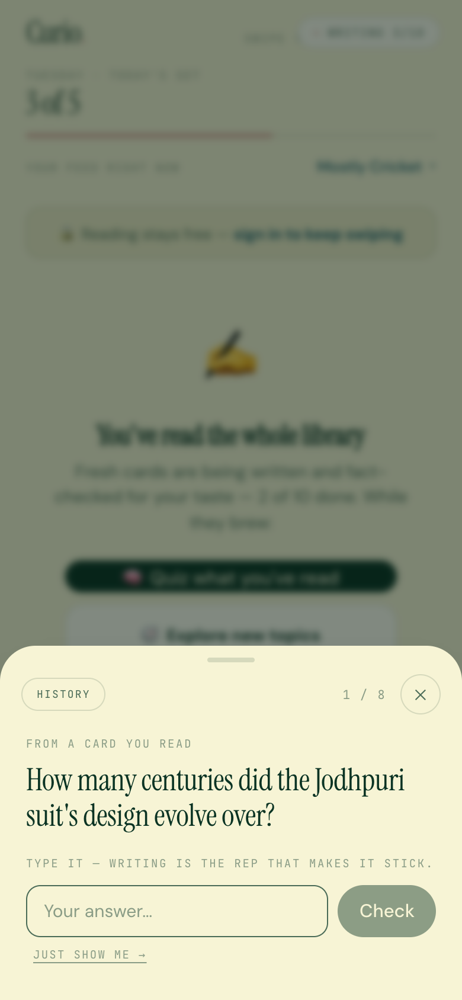 Curio
3 of 5
Mostly Cricket
Reading stays free — sign in to keep swiping
You've read the whole library
Fresh cards are being written and fact-
checked for your taste — 2 of 10 done. While
they brew:
Quiz what you've read
Explore new topics
HISTORY
1 / 8
FROM A CARD YOU READ
How many centuries did the Jodhpuri
suit's design evolve over?
TYPE IT — WRITING IS THE REP THAT MAKES IT STICK.
Your answer…
Check
JUST SHOW ME →